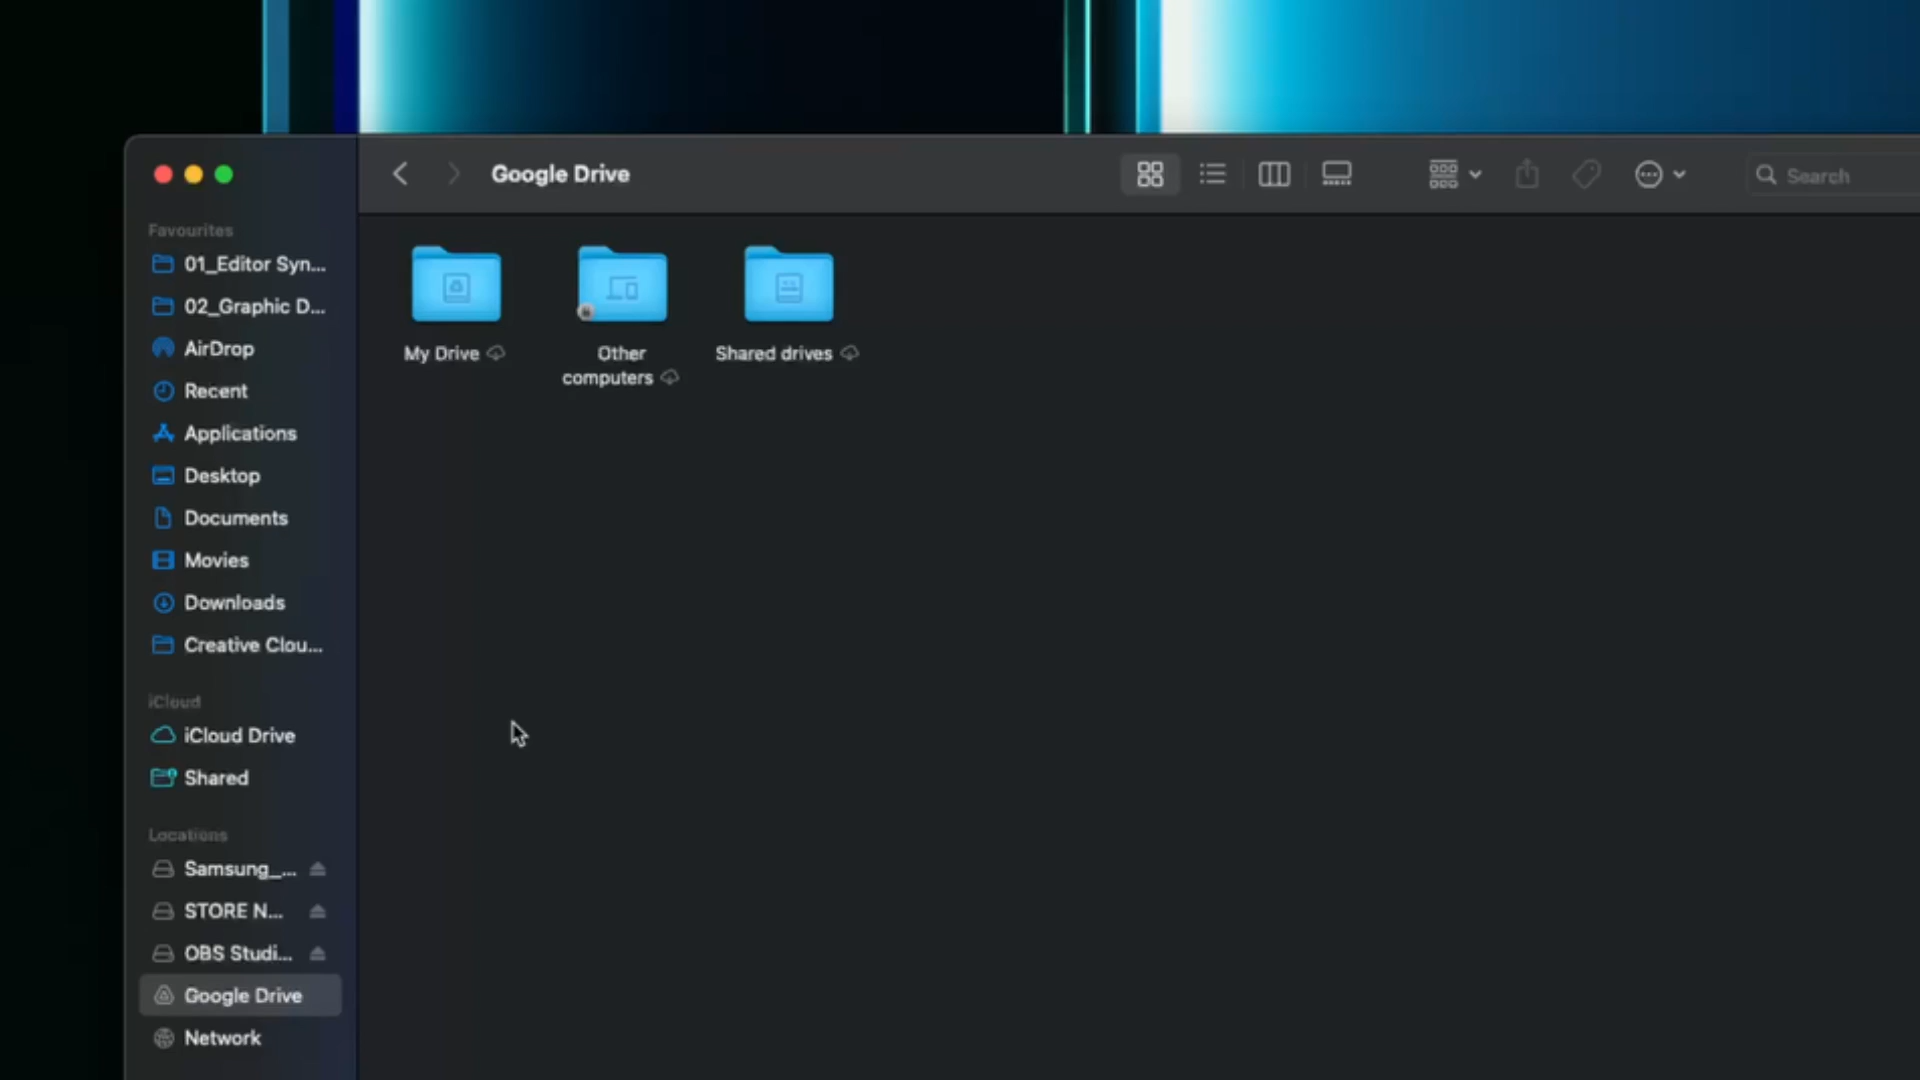 Google Drive
Search
Favourites
01_Editor Syn...
02_Graphic D...
AirDrop
Recent
Applications
Desktop
Documents
Movies
Downloads
Creative Clou...
iCloud
iCloud Drive
Shared
Locations
Samsung_...
STORE N...
OBS Studi...
Google Drive
Network
My Drive
Other
computers
Shared drives